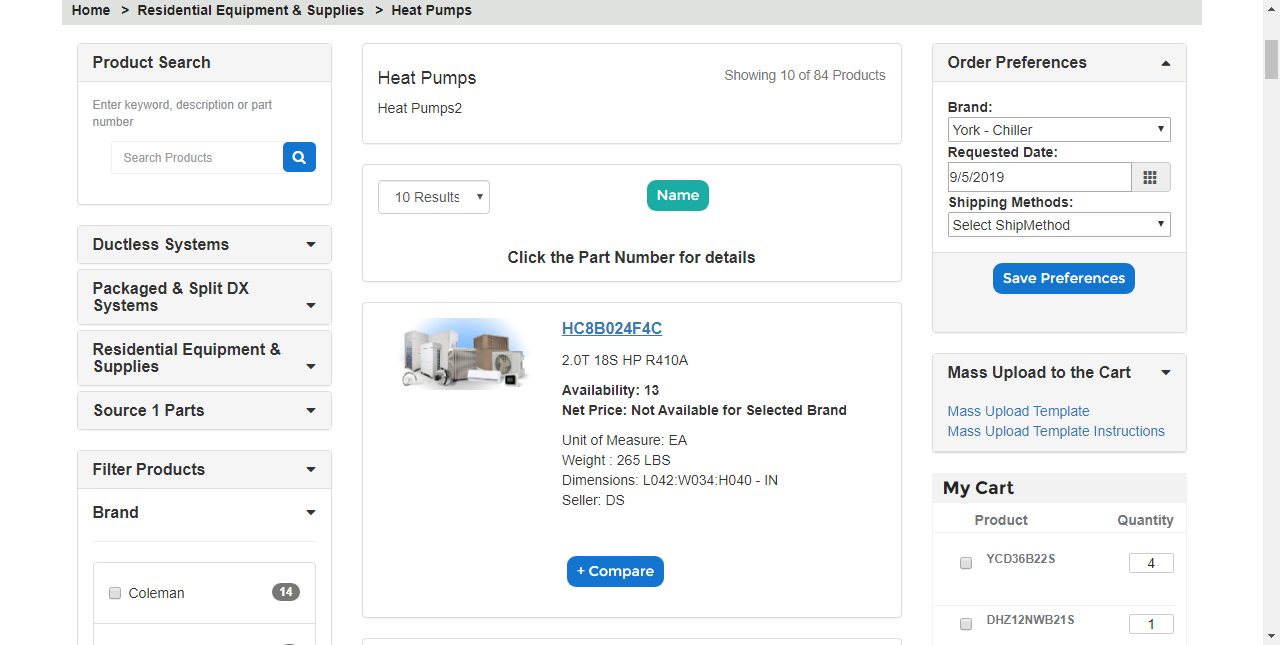 Home > Residential Equipment & Supplies > Heat Pumps
Product Search
Enter keyword, description or part
number
Search Products
Ductless Systems
Packaged & Split DX
Systems
Residential Equipment &
Supplies
Source 1 Parts
Filter Products
Brand
Coleman 14
Heat Pumps
Showing 10 of 84 Products
Heat Pumps2
10 Results
Name
Click the Part Number for details
HC8B024F4C
2.0T 18S HP R410A
Availability: 13
Net Price: Not Available for Selected Brand
Unit of Measure: EA
Weight : 265 LBS
Dimensions: L042:W034:H040 - IN
Seller: DS
+ Compare
Order Preferences
Brand:
York - Chiller
Requested Date:
9/5/2019
Shipping Methods:
Select ShipMethod
Save Preferences
Mass Upload to the Cart
Mass Upload Template
Mass Upload Template Instructions
My Cart
Product Quantity
YCD36B22S 4
DHZ12NWB21S 1